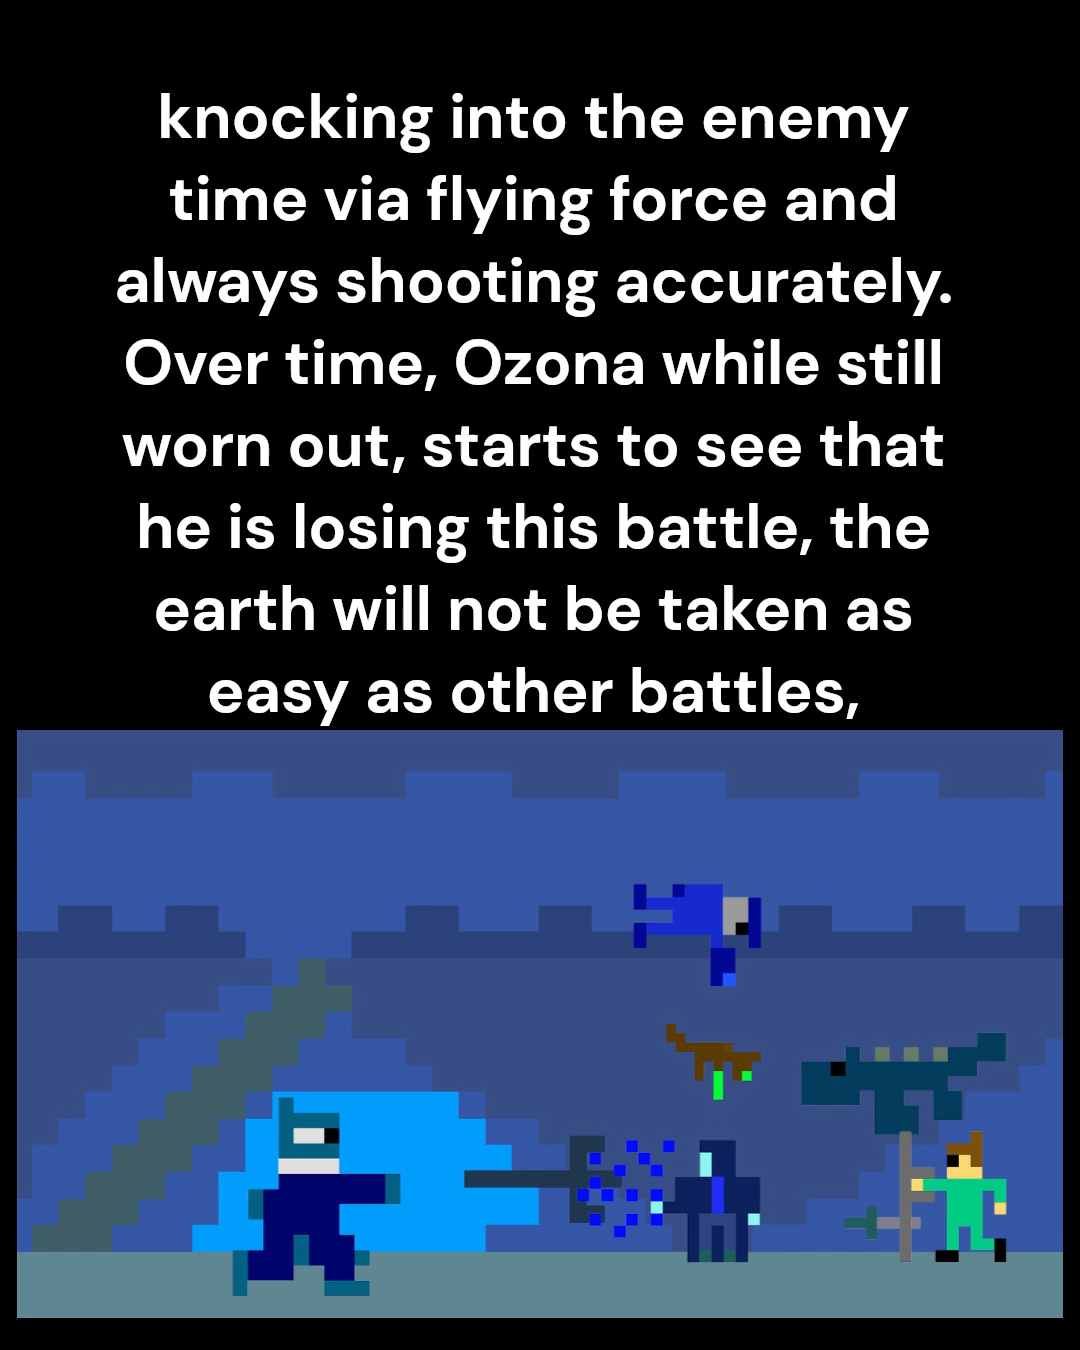 knocking into the enemy
time via flying force and
always shooting accurately.
Over time, Ozona while still
worn out, starts to see that
he is losing this battle, the
earth will not be taken as
easy as other battles,